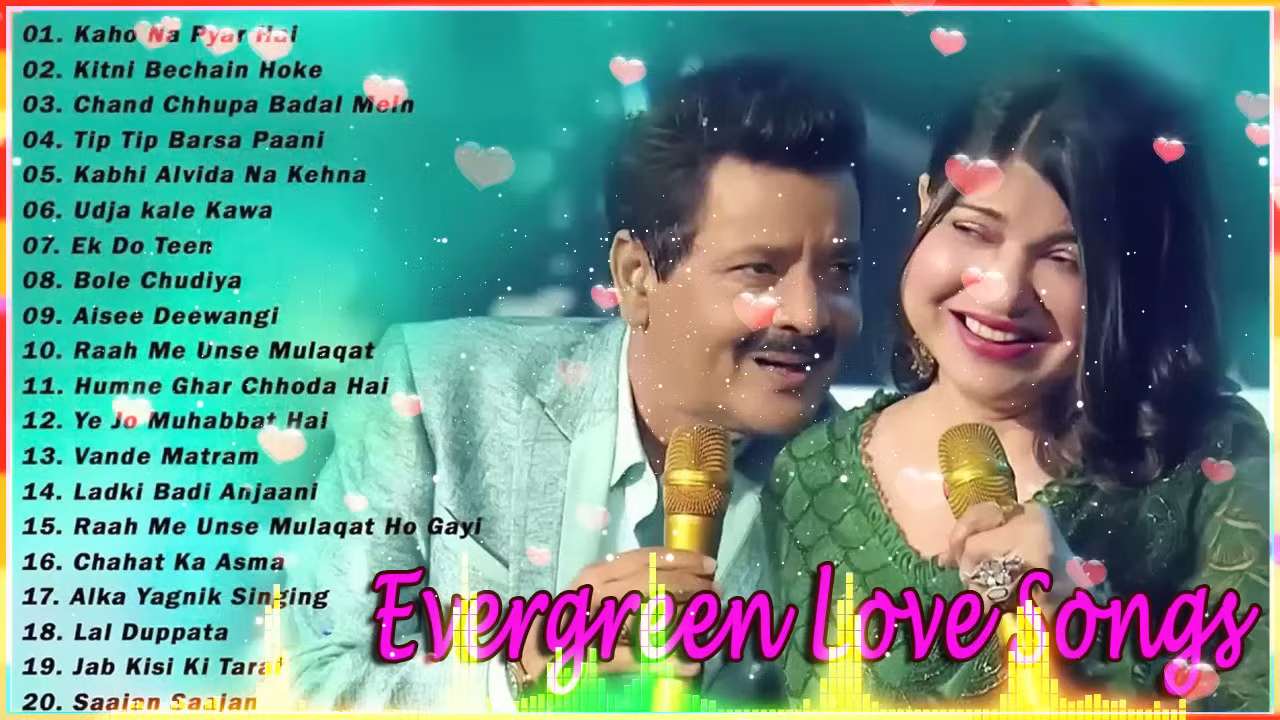 01. Kaho Na Pyar Hai
02. Kitni Bechain Hoke
03. Chand Chhupa Badal Mein
04. Tip Tip Barsa Paani
05. Kabhi Alvida Na Kehna
06. Udja kale Kawa
07. Ek Do Teen
08. Bole Chudiya
09. Aisee Deewangi
10. Raah Me Unse Mulaqat
11. Humne Ghar Chhoda Hai
12. Ye Jo Muhabbat Hai
13. Vande Matram
14. Ladki Badi Anjaani
15. Raah Me Unse Mulaqat Ho Gayi
16. Chahat Ka Asma
17. Alka Yagnik Singing
18. Lal Duppata
19. Jab Kisi Ki Taraf
20. Saajan Saajan
Evergreen Love Songs